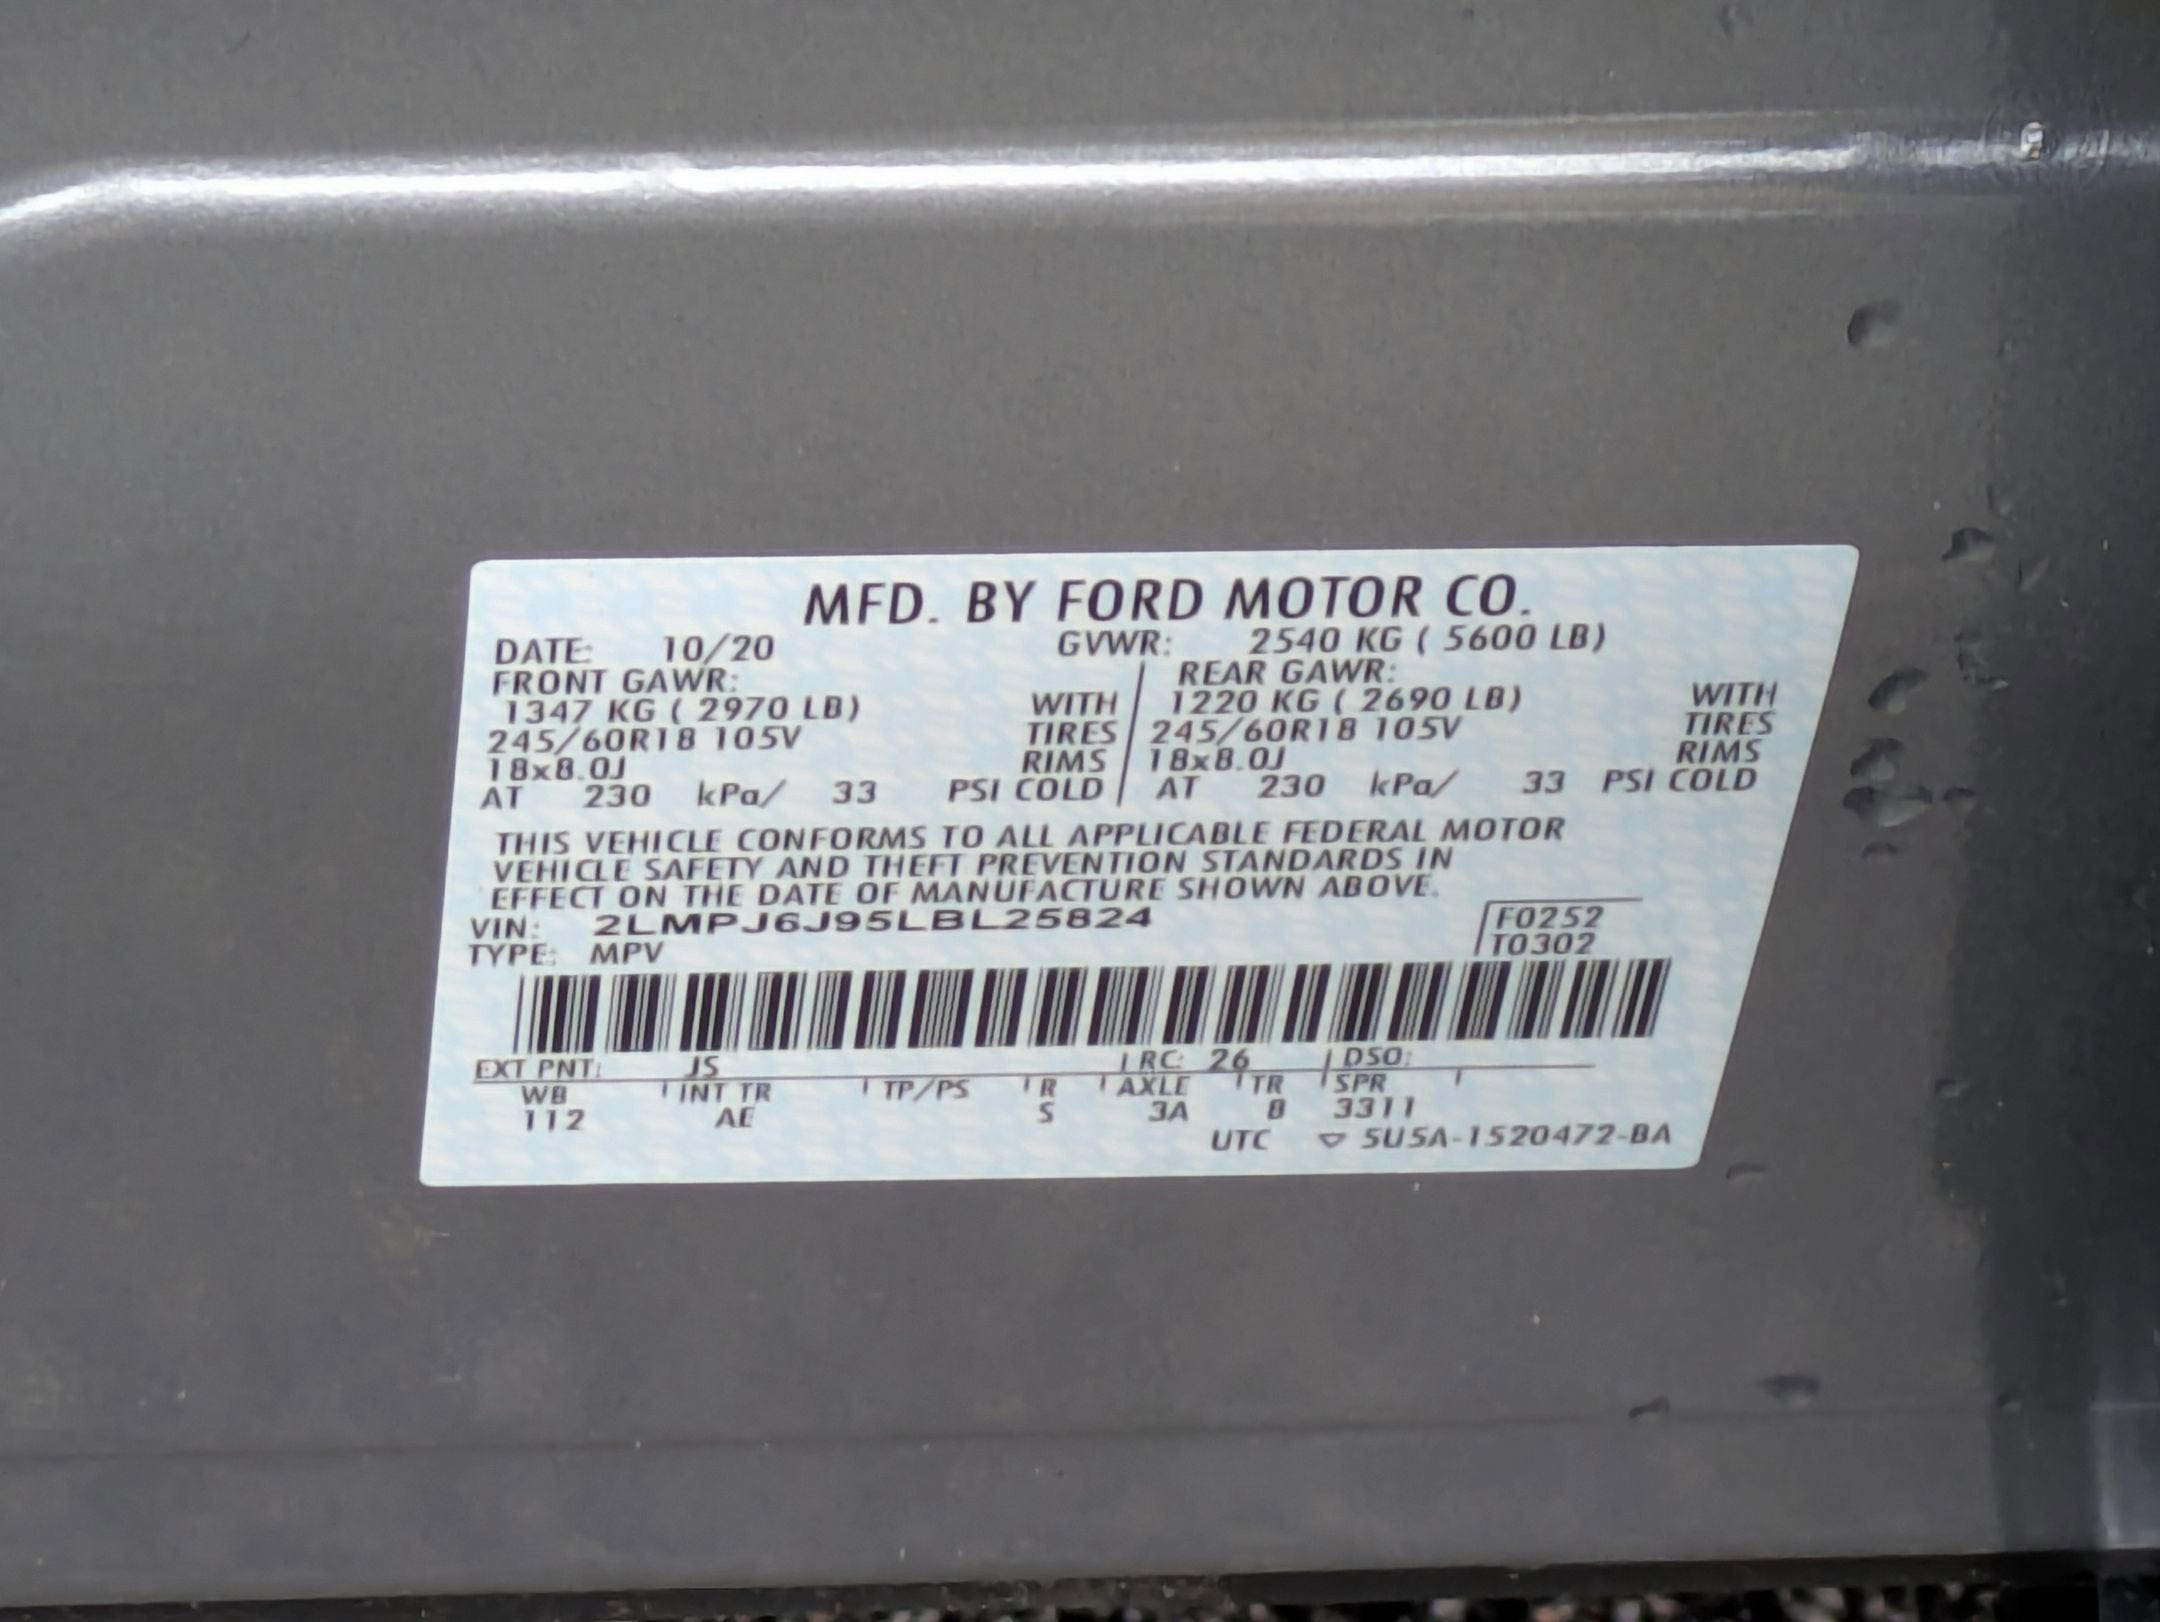 MFD. BY FORD MOTOR CO.
DATE: 10/20 GVWR: 2540 KG ( 5600 LB)
FRONT GAWR: REAR GAWR:
1347 KG ( 2970 LB) WITH 1220 KG ( 2690 LB) WITH
245/60R18 105V TIRES 245/60R18 105V TIRES
18x8.0J RIMS 18x8.0J RIMS
AT 230 kPa/ 33 PSI COLD AT 230 kPa/ 33 PSI COLD
THIS VEHICLE CONFORMS TO ALL APPLICABLE FEDERAL MOTOR
VEHICLE SAFETY AND THEFT PREVENTION STANDARDS IN
EFFECT ON THE DATE OF MANUFACTURE SHOWN ABOVE.
VIN: 2LMPJ6J95LBL25824 F0252
TYPE: MPV T0302
EXT PNT: JS RC: 26 DSO:
WB INT TR TP/PS R AXLE TR SPR
112 AE S 3A 8 3311
UTC ▽ 5U5A-1520472-BA